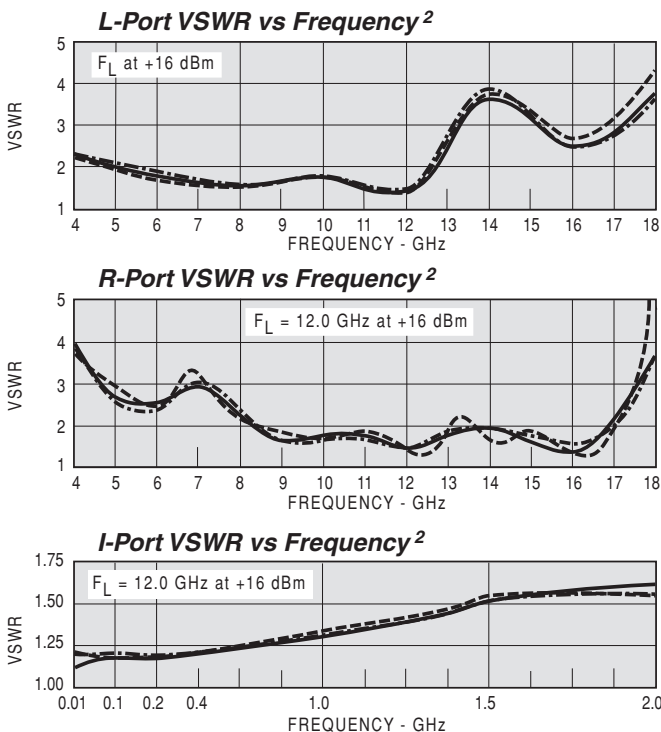 L-Port VSWR vs Frequency 2
5
F L at +16 dBm
4
3
2
1
VSWR
4 5 6 7 8 9 10 11 12 13 14 15 16 17 18
FREQUENCY - GHz
R-Port VSWR vs Frequency 2
5
F L = 12.0 GHz at +16 dBm
4
3
2
1
VSWR
4 5 6 7 8 9 10 11 12 13 14 15 16 17 18
FREQUENCY - GHz
I-Port VSWR vs Frequency 2
1.75
F L = 12.0 GHz at +16 dBm
1.50
1.25
1.00
VSWR
0.01 0.1 0.2 0.4 1.0 1.5 2.0
FREQUENCY - GHz